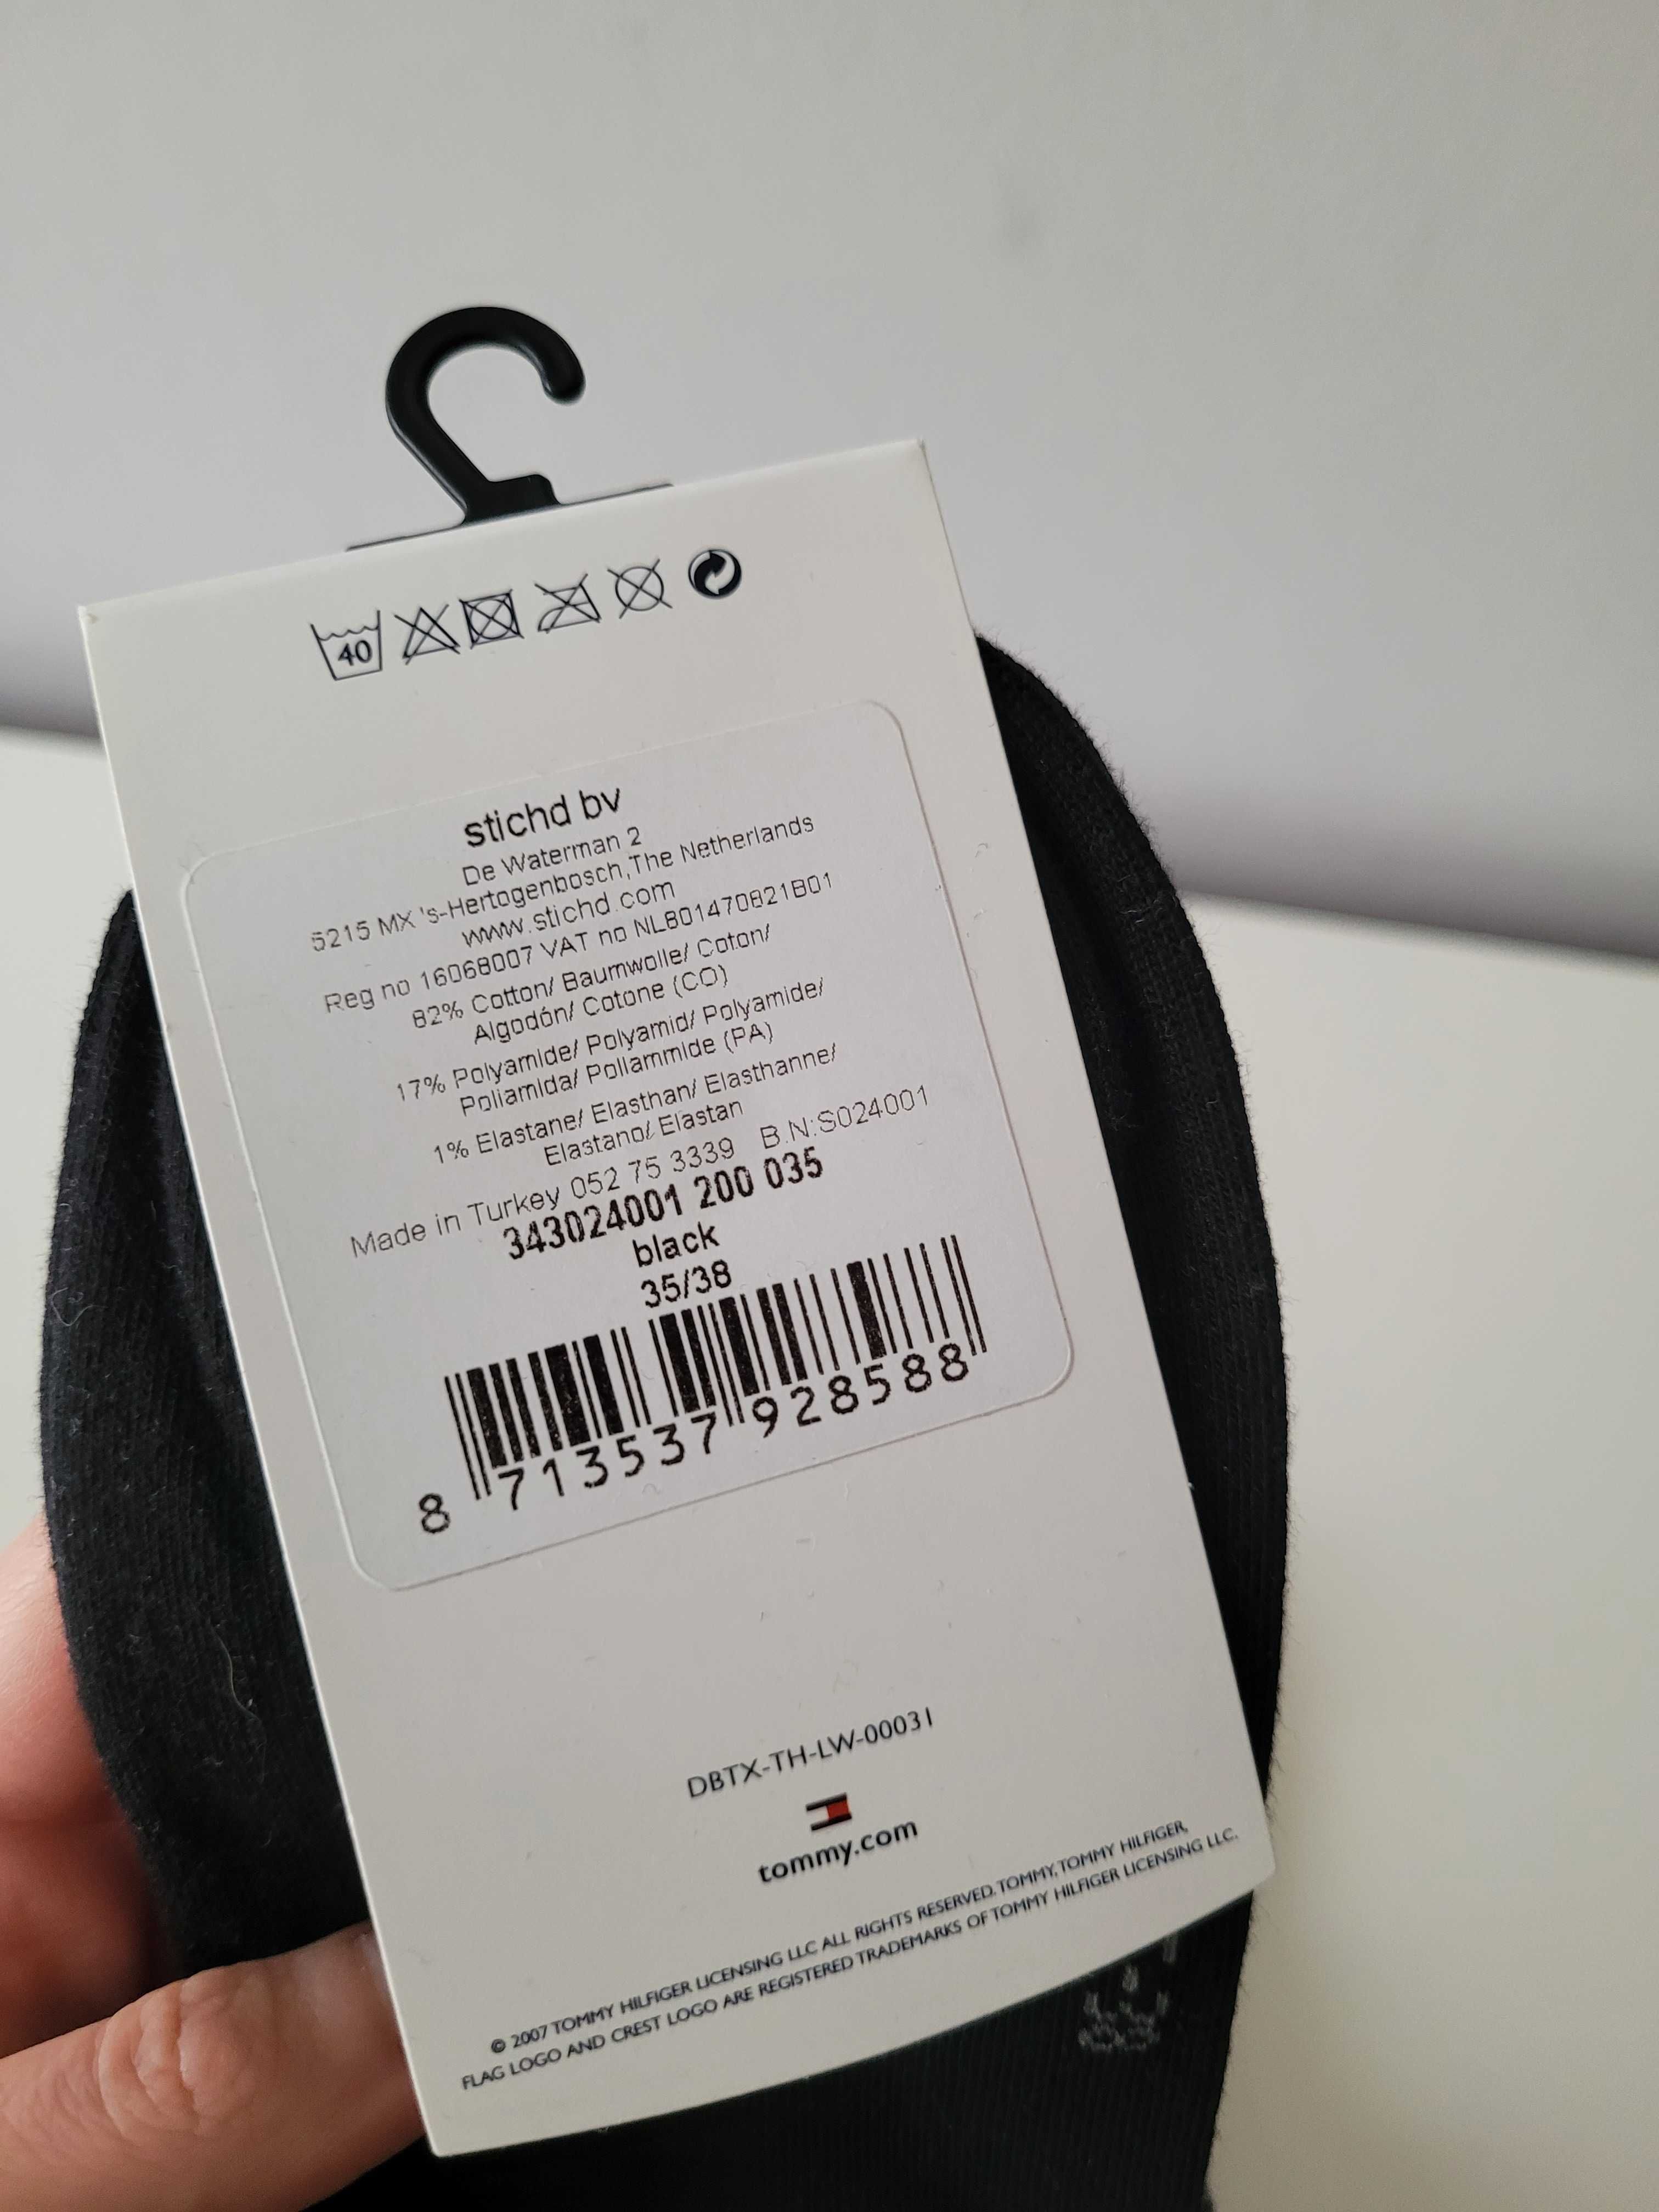 40
stichd bv
De Waterman 2
5215 MX 's-Hertogenbosch,The Netherlands
www.stichd.com
Reg no 16068007 VAT no NL801470821B01
82% Cotton/ Baumwolle/ Coton/
Algodón/ Cotone (CO)
17% Polyamide/ Polyamid/ Polyamide/
Poliamida/ Poliammide (PA)
1% Elastane/ Elasthan/ Elasthanne/
Elastano/ Elastan
Made in Turkey 052 75 3339 B.N:S024001
343024001 200 035
black
35/38
8 713537 928588
DBTX-TH-LW-00031
tommy.com
© 2007 TOMMY HILFIGER LICENSING LLC ALL RIGHTS RESERVED. TOMMY, TOMMY HILFIGER,
FLAG LOGO AND CREST LOGO ARE REGISTERED TRADEMARKS OF TOMMY HILFIGER LICENSING LLC.